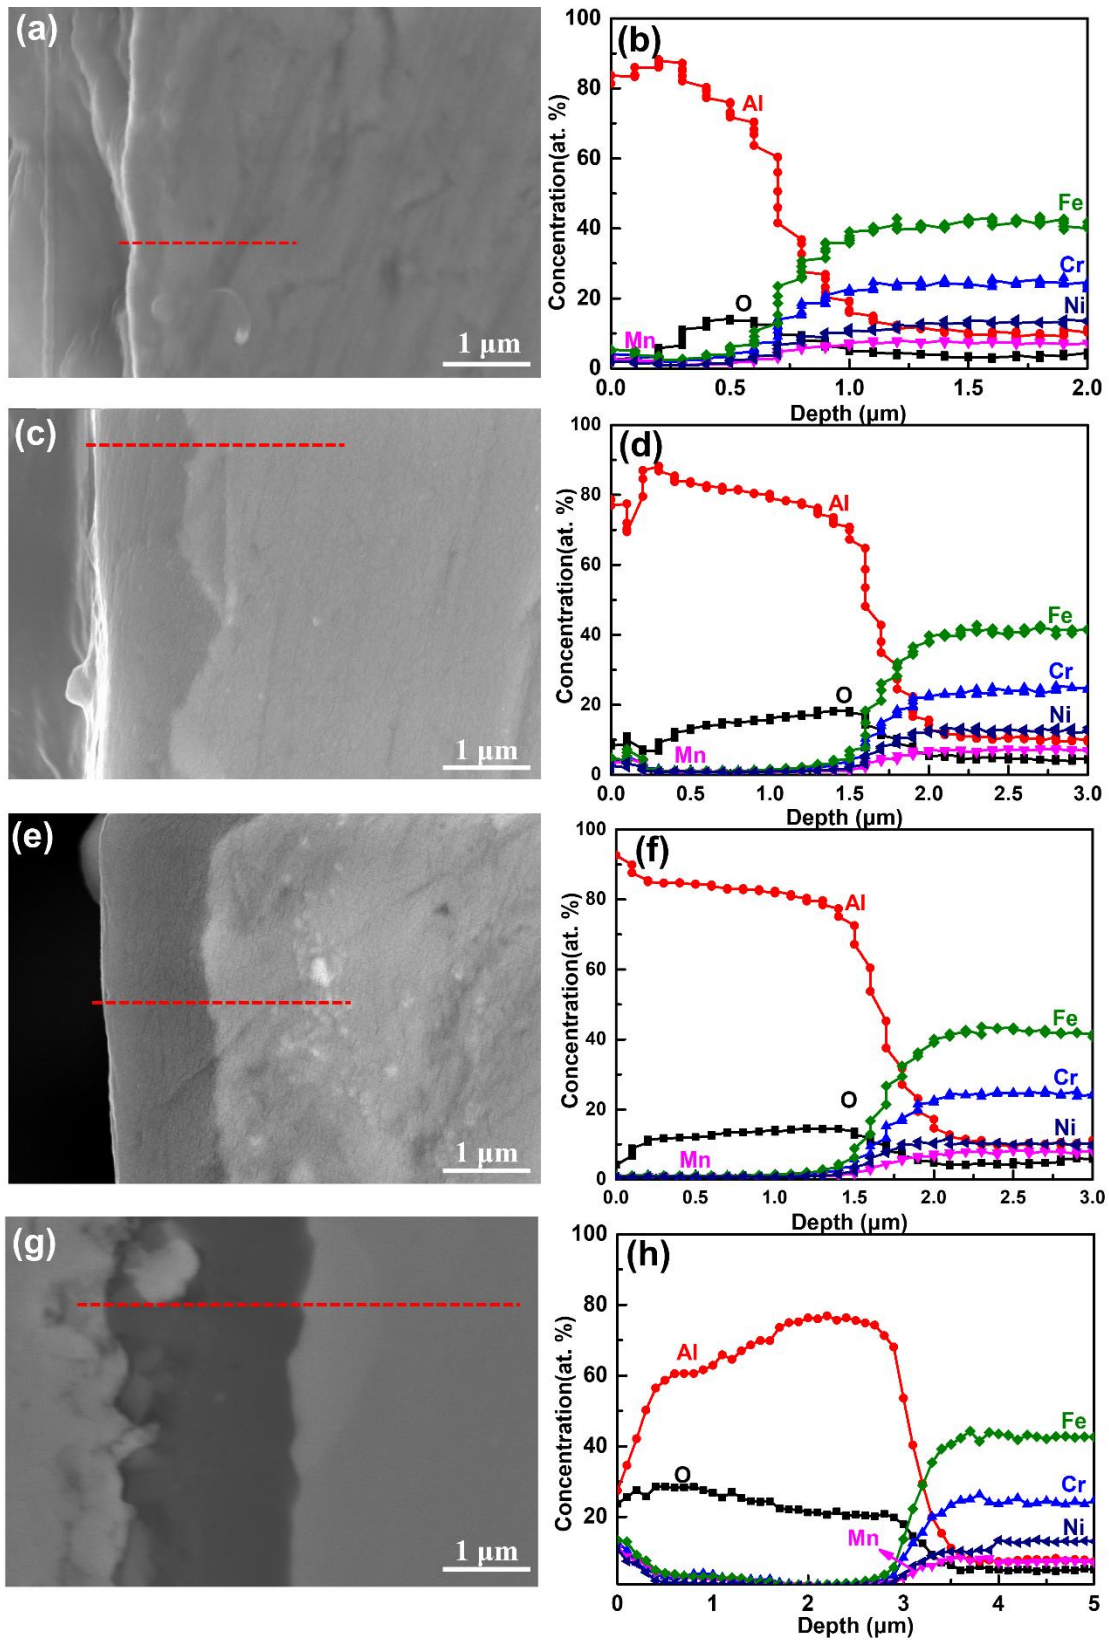 (a)
1 μm
(b)
Concentration(at. %)
100
80
60
40
20
0
Al
Fe
Cr
O
Ni
Mn
0.0 0.5 1.0 1.5 2.0
Depth (μm)
(c)
1 μm
(d)
Concentration(at. %)
100
80
60
40
20
0
Al
Fe
Cr
O
Ni
Mn
0.0 0.5 1.0 1.5 2.0 2.5 3.0
Depth (μm)
(e)
1 μm
(f)
Concentration(at. %)
100
80
60
40
20
0
Al
Fe
Cr
O
Ni
Mn
0.0 0.5 1.0 1.5 2.0 2.5 3.0
Depth (μm)
(g)
1 μm
(h)
Concentration(at. %)
100
80
60
40
20
Al
Fe
O
Cr
Ni
Mn
0 1 2 3 4 5
Depth (μm)